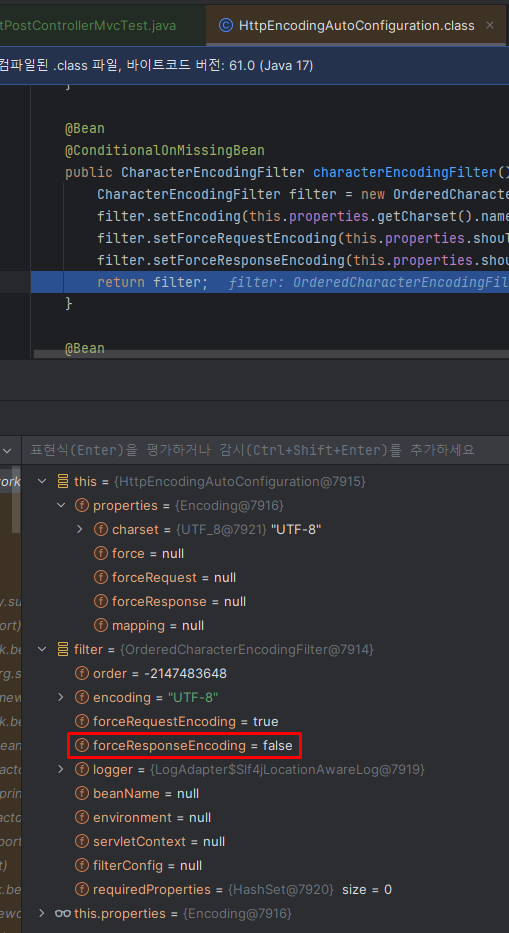 tPostControllerMvcTest.java
HttpEncodingAutoConfiguration.class
컴파일된 .class 파일, 바이트코드 버전: 61.0 (Java 17)
}
@Bean
@ConditionalOnMissingBean
public CharacterEncodingFilter characterEncodingFilter()
CharacterEncodingFilter filter = new OrderedCharacte
filter.setEncoding(this.properties.getCharset().name
filter.setForceRequestEncoding(this.properties.shoul
filter.setForceResponseEncoding(this.properties.shou
return filter; filter: OrderedCharacterEncodingFil
}
@Bean
표현식(Enter)을 평가하거나 감시(Ctrl+Shift+Enter)를 추가하세요
this = {HttpEncodingAutoConfiguration@7915}
properties = {Encoding@7916}
charset = {UTF_8@7921} "UTF-8"
force = null
forceRequest = null
forceResponse = null
mapping = null
filter = {OrderedCharacterEncodingFilter@7914}
order = -2147483648
encoding = "UTF-8"
forceRequestEncoding = true
forceResponseEncoding = false
logger = {LogAdapter$Slf4jLocationAwareLog@7919}
beanName = null
environment = null
servletContext = null
filterConfig = null
requiredProperties = {HashSet@7920} size = 0
this.properties = {Encoding@7916}